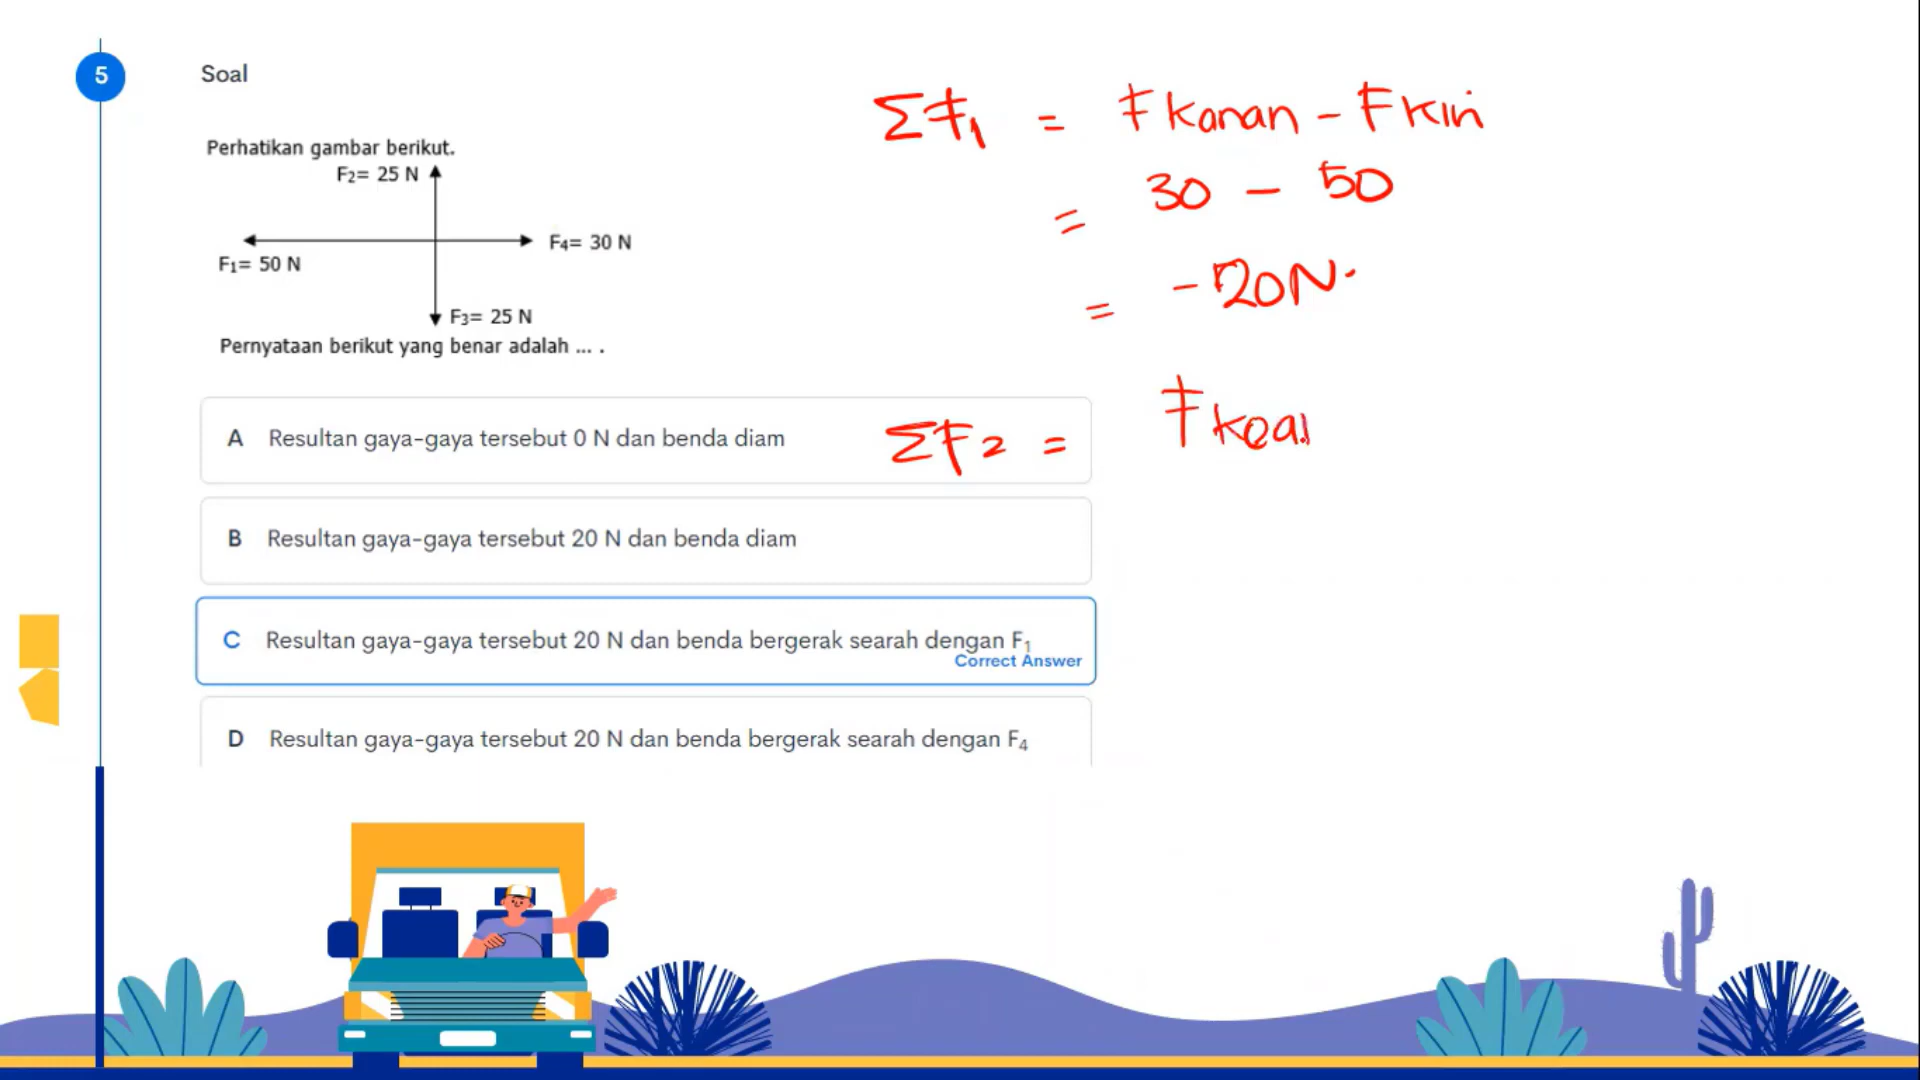 5
Soal
Perhatikan gambar berikut.
F₂= 25 N
F₄= 30 N
F₁= 50 N
F₃= 25 N
Pernyataan berikut yang benar adalah ... .
A Resultan gaya-gaya tersebut 0 N dan benda diam
B Resultan gaya-gaya tersebut 20 N dan benda diam
C Resultan gaya-gaya tersebut 20 N dan benda bergerak searah dengan F₁
Correct Answer
D Resultan gaya-gaya tersebut 20 N dan benda bergerak searah dengan F₄
ΣF₁ = F kanan - F kiri
= 30 - 50
= -20N.
ΣF₂ = F